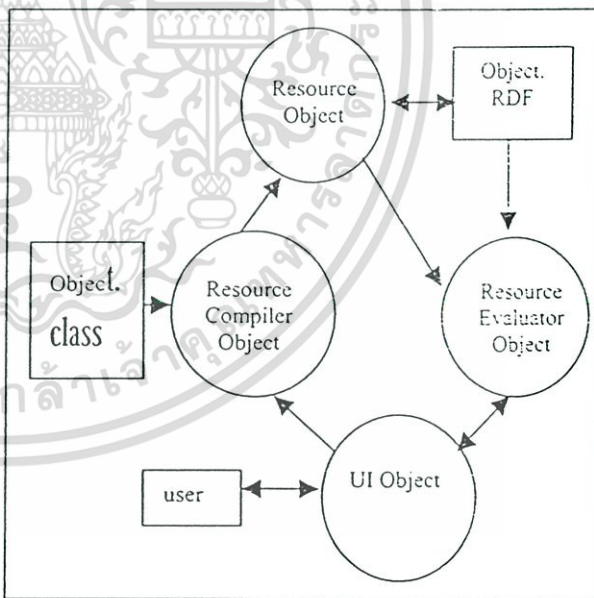 Resource
Object
Object.
RDF
Object.
class
Resource
Compiler
Object
Resource
Evaluator
Object
UI Object
user